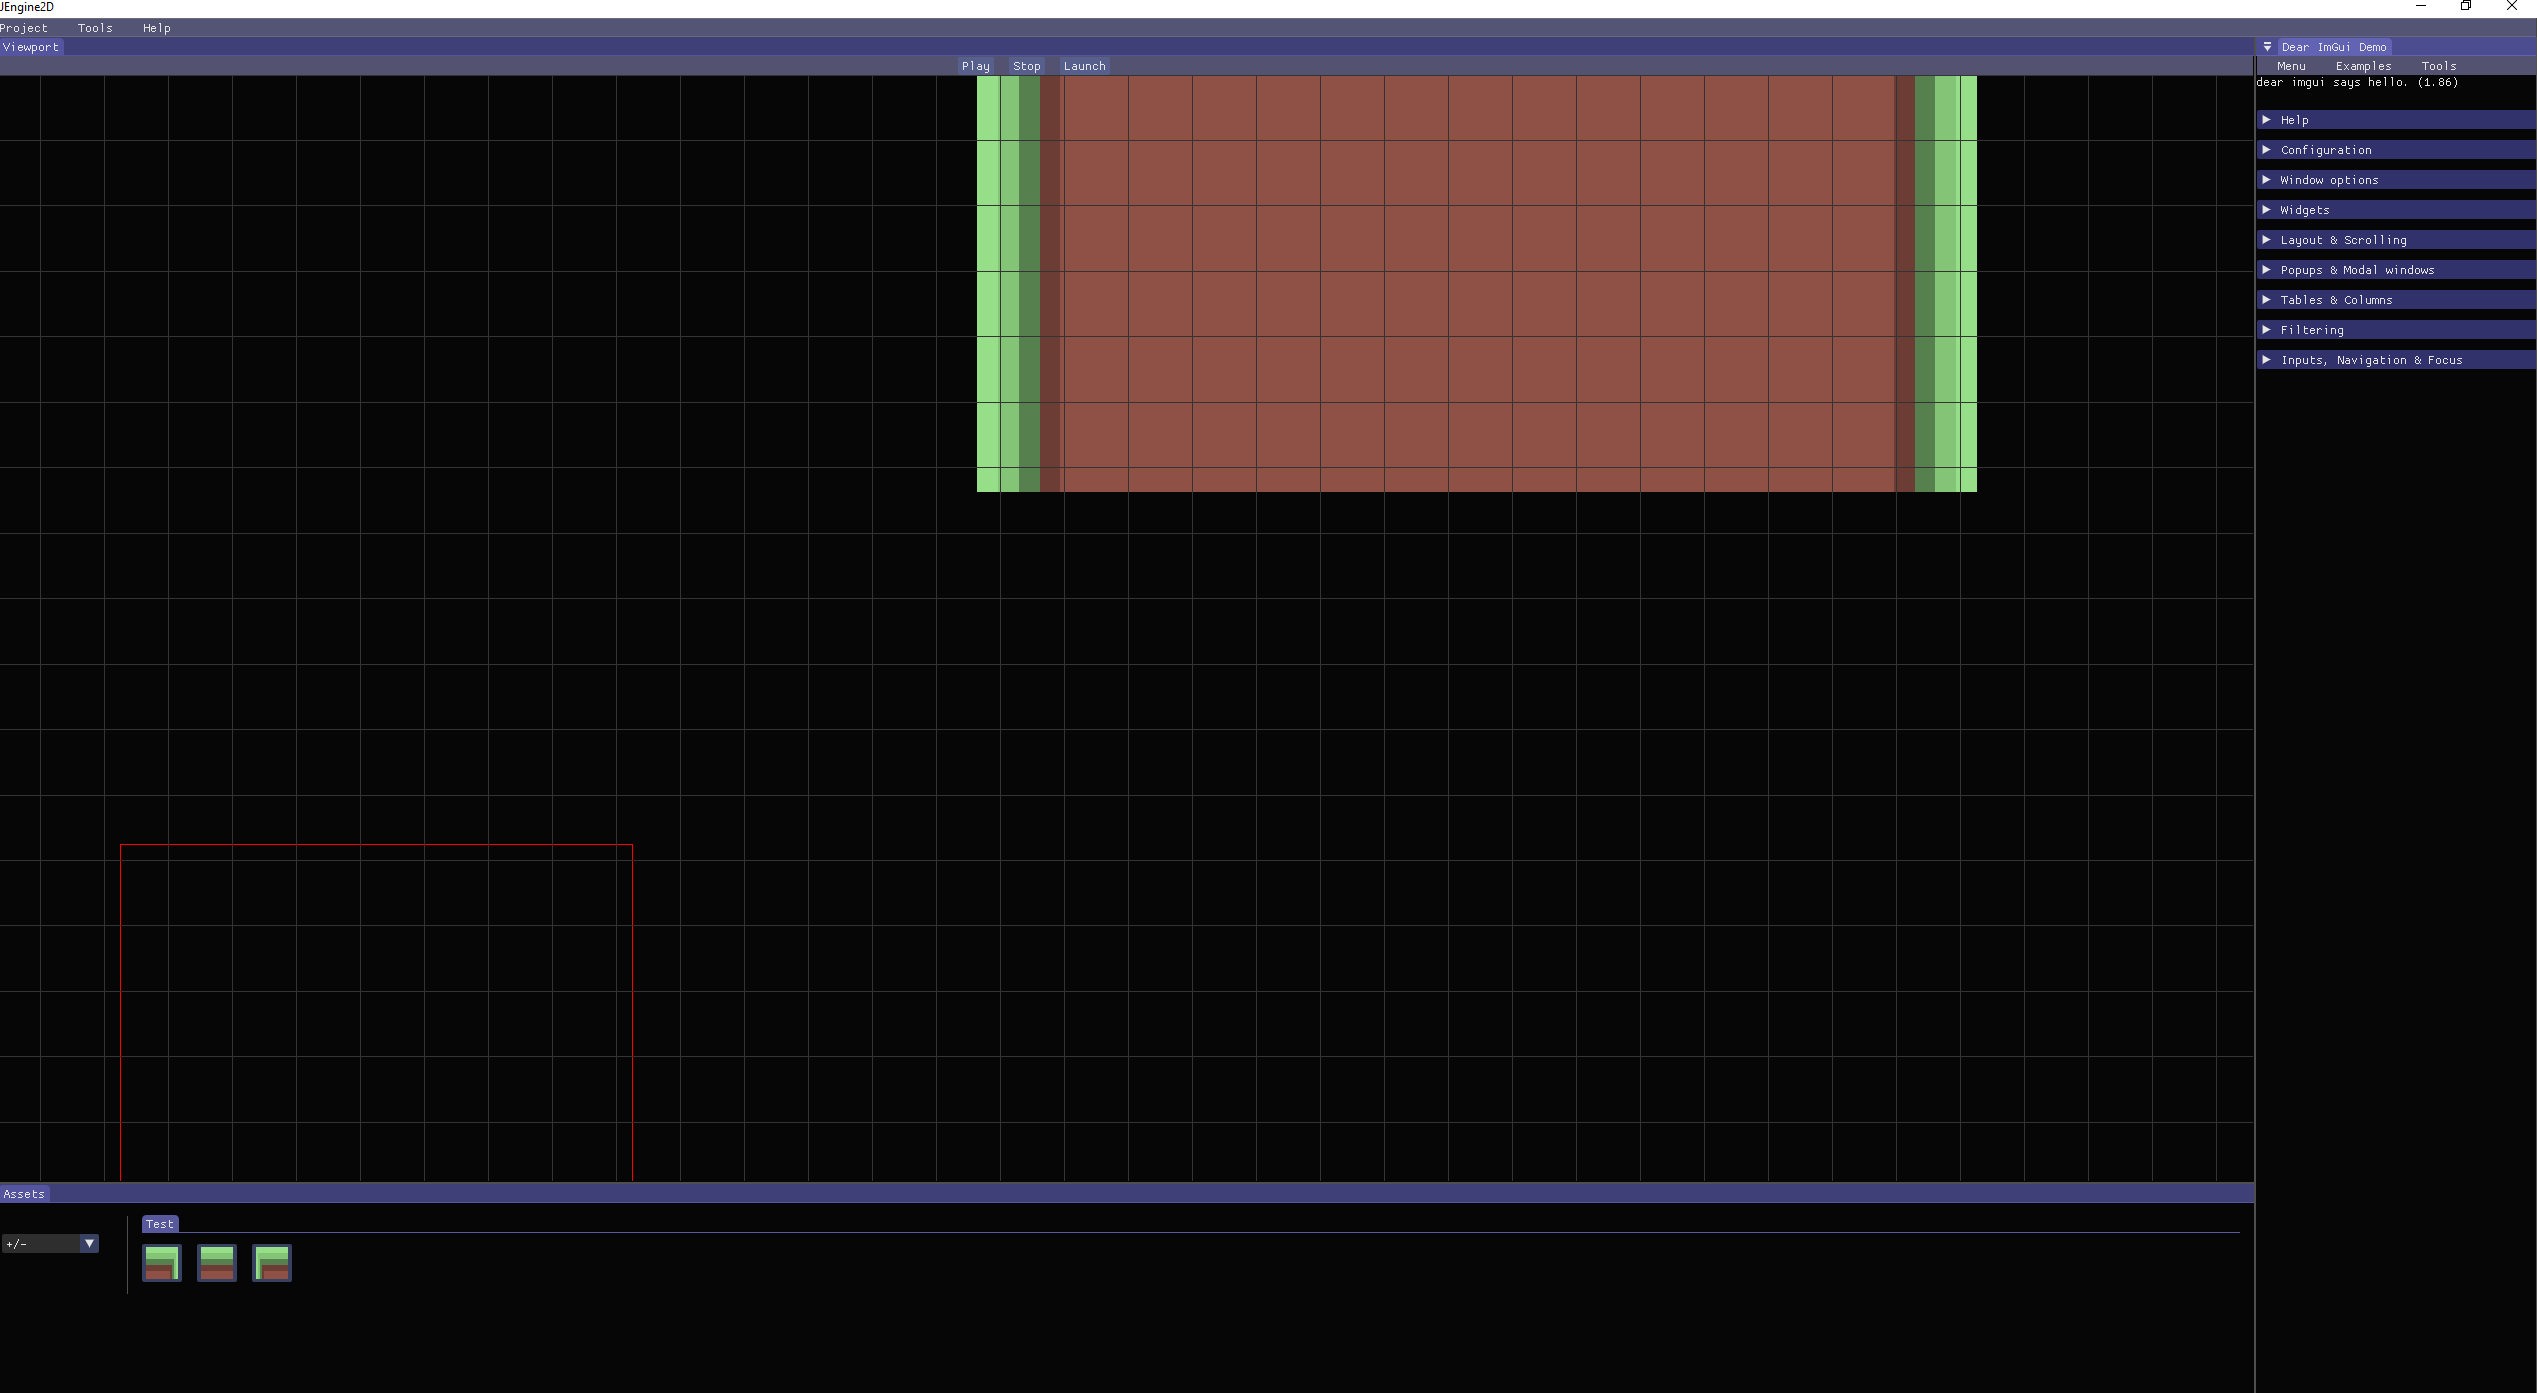 JEngine2D
Project Tools Help
Viewport
Play Stop Launch
Dear ImGui Demo
Menu Examples Tools
dear imgui says hello. (1.86)
Help
Configuration
Window options
Widgets
Layout & Scrolling
Popups & Modal windows
Tables & Columns
Filtering
Inputs, Navigation & Focus
Assets
+/-
Test